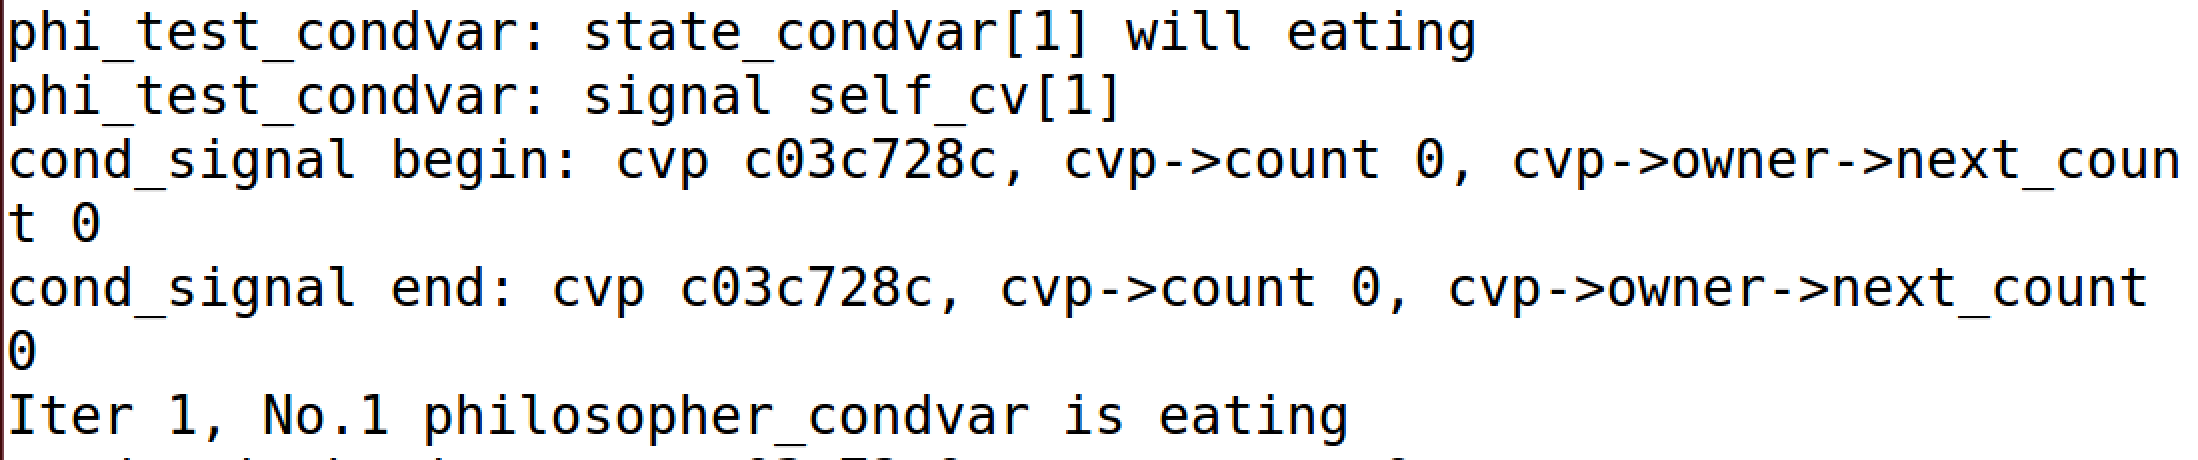 phi_test_condvar: state_condvar[1] will eating
phi_test_condvar: signal self_cv[1]
cond_signal begin: cvp c03c728c, cvp->count 0, cvp->owner->next_coun
t 0
cond_signal end: cvp c03c728c, cvp->count 0, cvp->owner->next_count
0
Iter 1, No.1 philosopher_condvar is eating